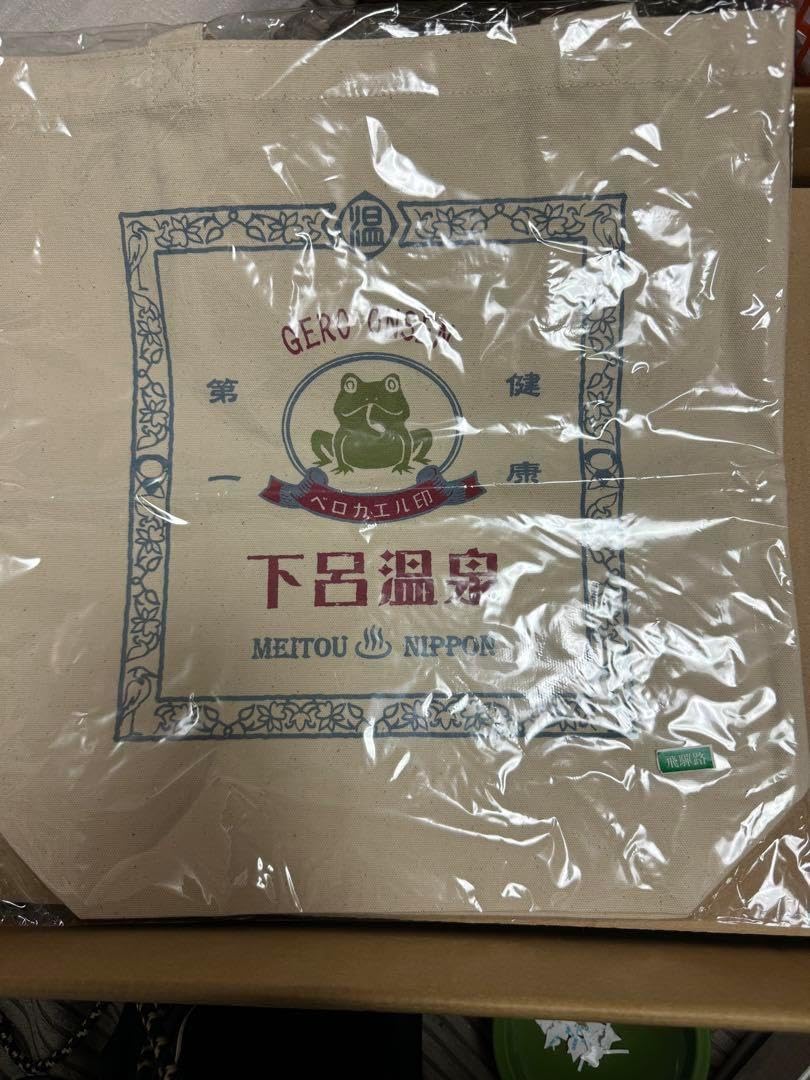 温
GERO ONSEN
健康
第一
ベロカエル印
下呂温泉
MEITOU NIPPON
飛騨路